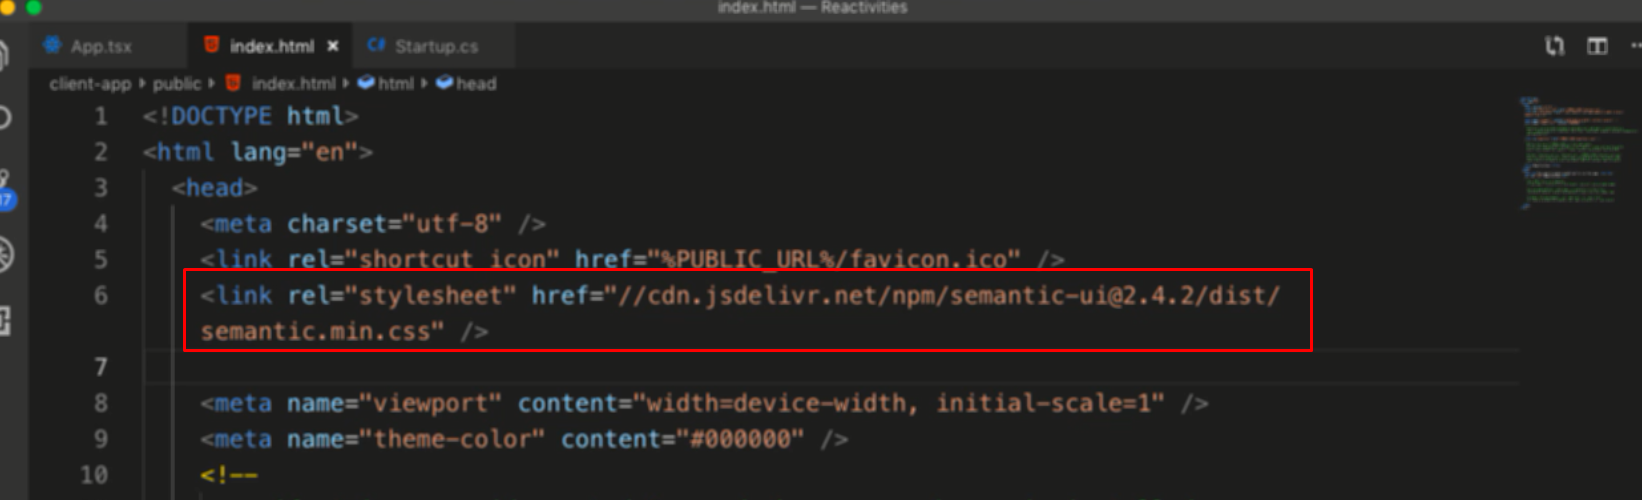 index.html — Reactivities
App.tsx index.html × Startup.cs
client-app public index.html html head
1 <!DOCTYPE html>
2 <html lang="en">
3 <head>
4 <meta charset="utf-8" />
5 <link rel="shortcut icon" href="%PUBLIC_URL%/favicon.ico" />
6 <link rel="stylesheet" href="//cdn.jsdelivr.net/npm/semantic-ui@2.4.2/dist/
semantic.min.css" />
7
8 <meta name="viewport" content="width=device-width, initial-scale=1" />
9 <meta name="theme-color" content="#000000" />
10 <!--